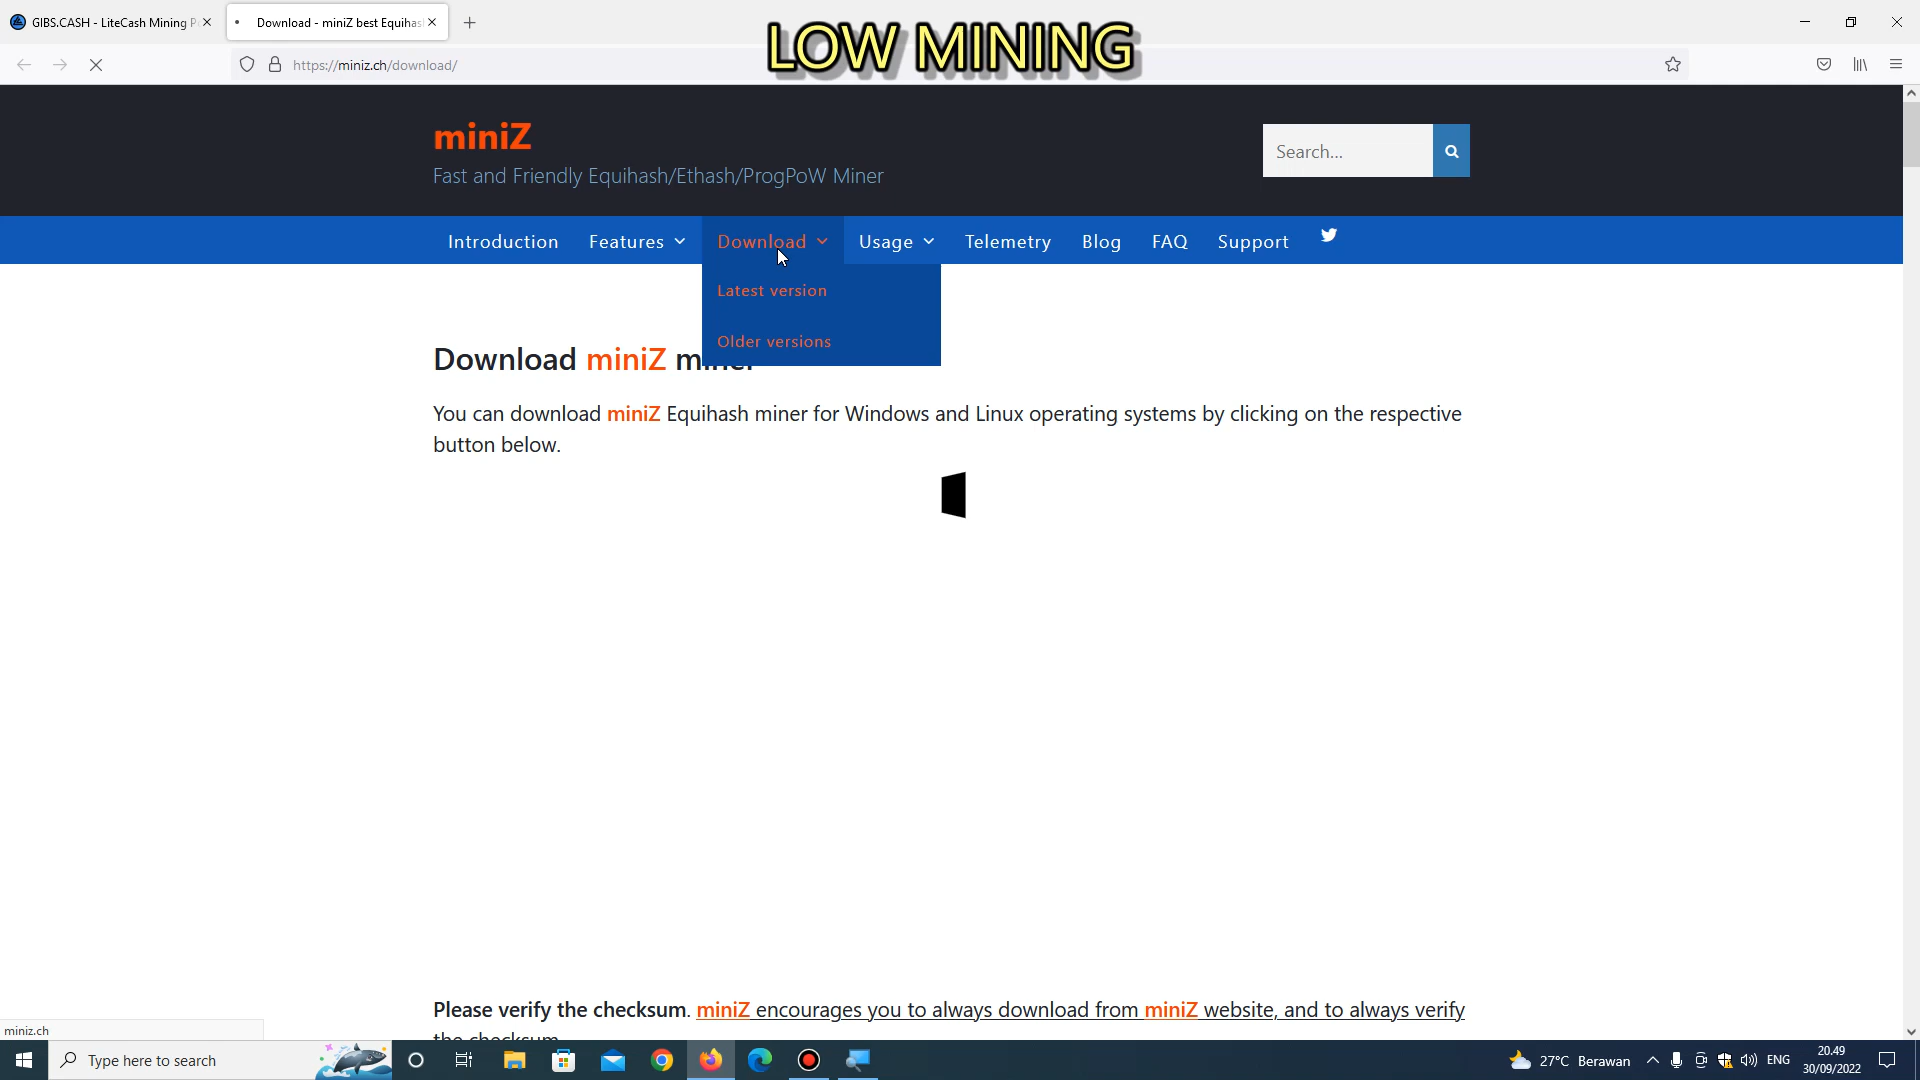 GIBS.CASH - LiteCash Mining P
Download - miniZ best Equihas
LOW MINING
https://miniz.ch/download/
miniZ
Fast and Friendly Equihash/Ethash/ProgPoW Miner
Search...
Introduction
Features
Download
Usage
Telemetry
Blog
FAQ
Support
Latest version
Older versions
Download miniZ miner
You can download miniZ Equihash miner for Windows and Linux operating systems by clicking on the respective
button below.
Please verify the checksum. miniZ encourages you to always download from miniZ website, and to always verify
the checksum
miniz.ch
Type here to search
27°C Berawan
ENG
20.49
30/09/2022